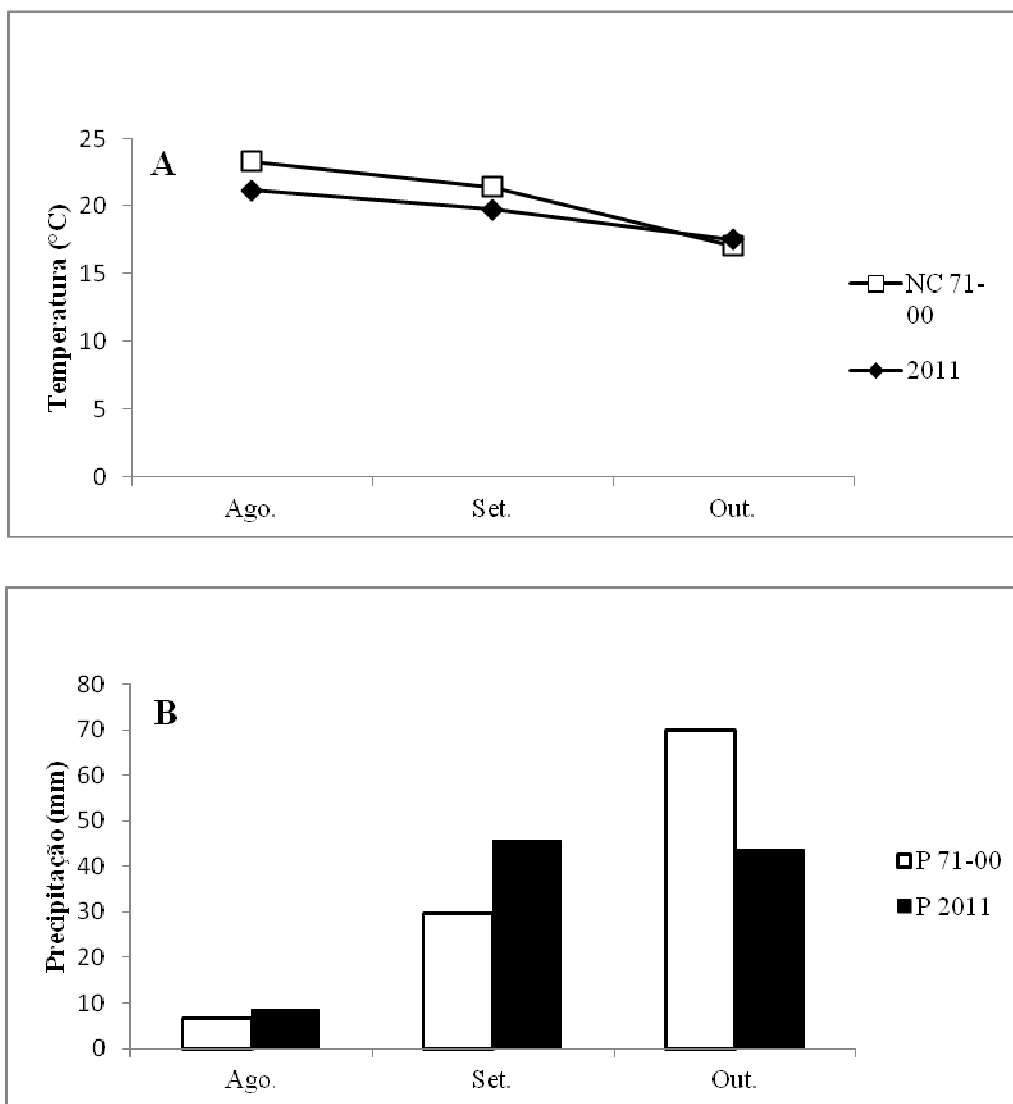 A
Temperatura (°C)
25
20
15
10
5
0
Ago.
Set.
Out.
NC 71-
00
2011
B
Precipitação (mm)
80
70
60
50
40
30
20
10
0
Ago.
Set.
Out.
P 71-00
P 2011